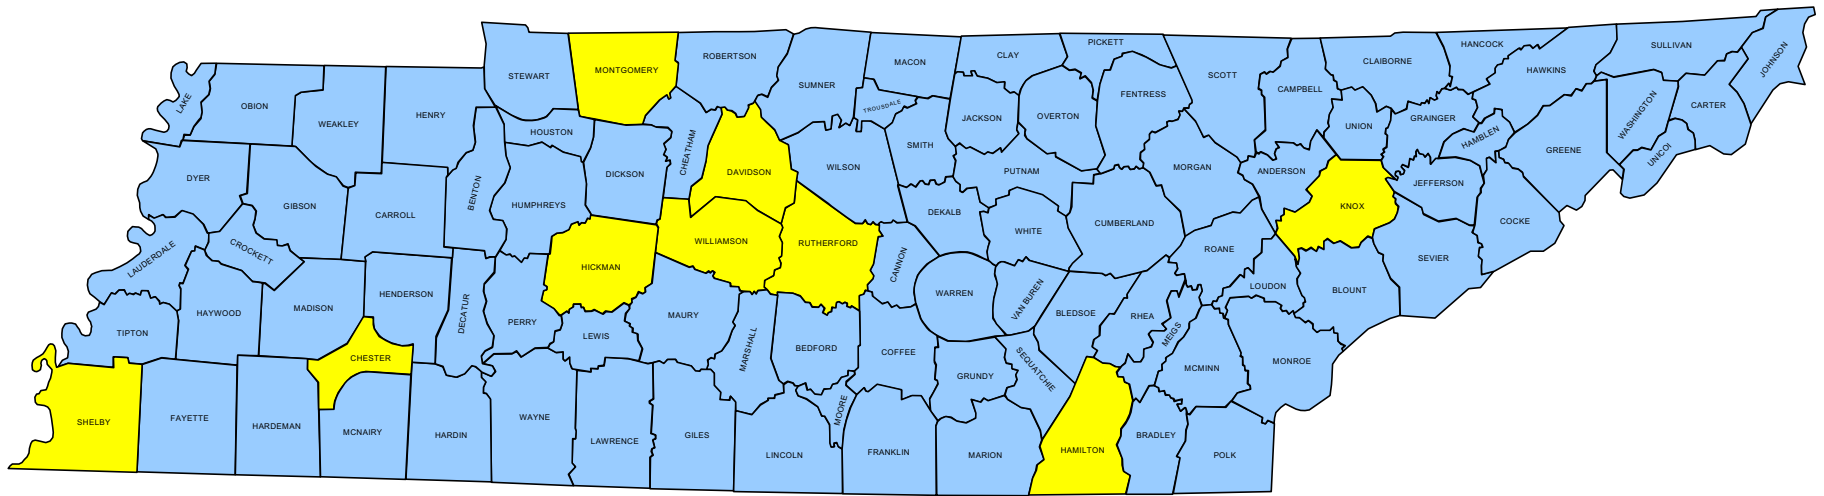 PICKETT
HANCOCK
SULLIVAN
ROBERTSON
CLAY
JOHNSON
MONTGOMERY
MACON
CLAIBORNE
HAWKINS
STEWART
SCOTT
SUMNER
CAMPBELL
LAKE
OBION
FENTRESS
TROUSDALE
CARTER
WEAKLEY
HENRY
JACKSON
OVERTON
GRAINGER
WASHINGTON
HOUSTON
UNION
HAMBLEN
SMITH
CHEATHAM
GREENE
UNICOI
DYER
DICKSON
DAVIDSON
WILSON
PUTNAM
MORGAN
ANDERSON
JEFFERSON
BENTON
GIBSON
HUMPHREYS
KNOX
CARROLL
DEKALB
CUMBERLAND
COCKE
WHITE
WILLIAMSON
RUTHERFORD
CROCKETT
ROANE
LAUDERDALE
SEVIER
HICKMAN
CANNON
LOUDON
BLOUNT
HENDERSON
WARREN
VAN BUREN
MADISON
HAYWOOD
DECATUR
PERRY
MAURY
BLEDSOE
RHEA
TIPTON
LEWIS
MEIGS
MARSHALL
BEDFORD
COFFEE
CHESTER
MONROE
SEQUATCHIE
MCMINN
GRUNDY
MOORE
SHELBY
FAYETTE
HARDEMAN
MCNAIRY
HARDIN
WAYNE
LAWRENCE
GILES
LINCOLN
FRANKLIN
MARION
HAMILTON
BRADLEY
POLK